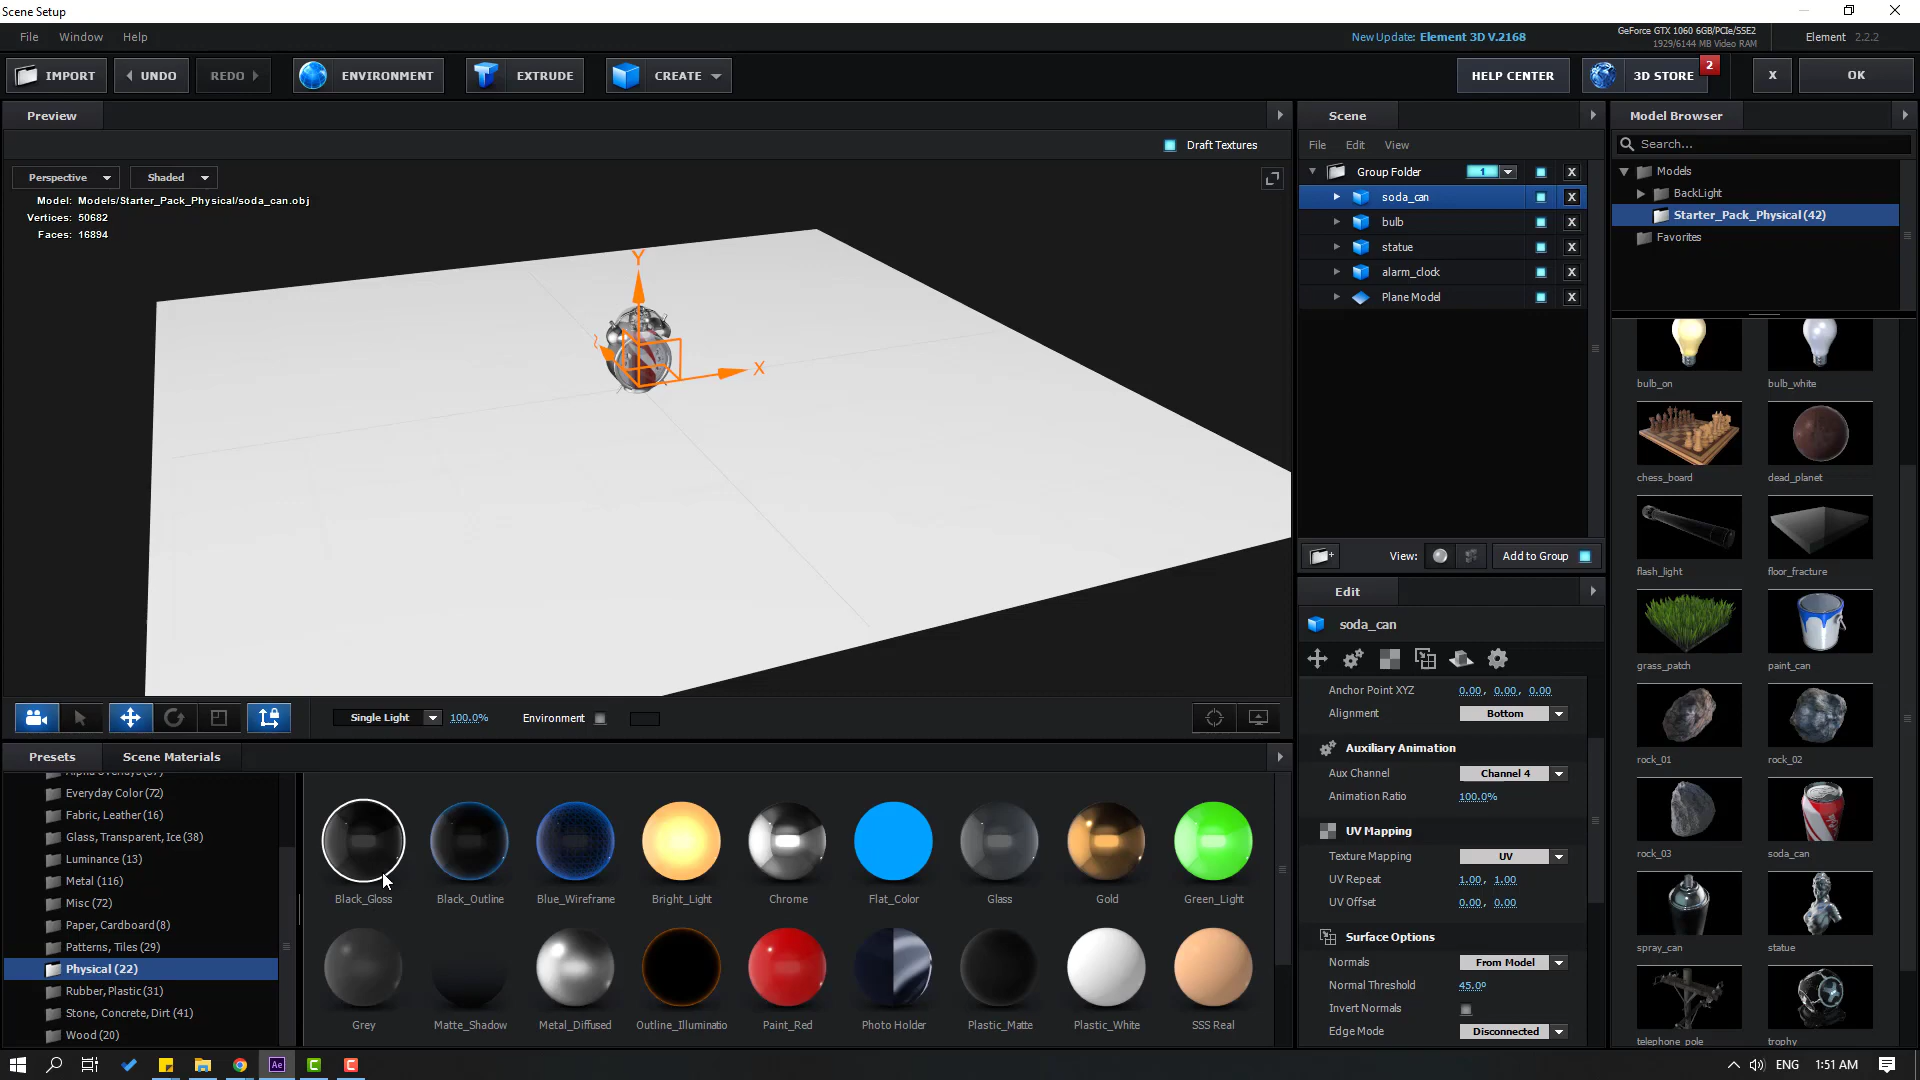 Scene Setup
File Window Help
New Update: Element 3D V.2168
GeForce GTX 1060 6GB/PCIe/SSE2
1929/6144 MB Video RAM
Element 2.2.2
IMPORT
UNDO
REDO
ENVIRONMENT
EXTRUDE
CREATE
HELP CENTER
3D STORE
2
X
OK
Preview
Draft Textures
Perspective
Shaded
Model: Models/Starter_Pack_Physical/soda_can.obj
Vertices: 50682
Faces: 16894
Y
X
Single Light
100.0%
Environment
Scene
File Edit View
Group Folder
1
X
soda_can
X
bulb
X
statue
X
alarm_clock
X
Plane Model
X
View:
Add to Group
Edit
soda_can
Anchor Point XYZ 0.00, 0.00, 0.00
Alignment Bottom
Auxiliary Animation
Aux Channel Channel 4
Animation Ratio 100.0%
UV Mapping
Texture Mapping UV
UV Repeat 1.00, 1.00
UV Offset 0.00, 0.00
Surface Options
Normals From Model
Normal Threshold 45.0º
Invert Normals
Edge Mode Disconnected
Model Browser
Search...
Models
BackLight
Starter_Pack_Physical (42)
Favorites
bulb_on
bulb_white
chess_board
dead_planet
flash_light
floor_fracture
grass_patch
paint_can
rock_01
rock_02
rock_03
soda_can
spray_can
statue
telephone_pole
trophy
Presets
Scene Materials
Everyday Color (72)
Fabric, Leather (16)
Glass, Transparent, Ice (38)
Luminance (13)
Metal (116)
Misc (72)
Paper, Cardboard (8)
Patterns, Tiles (29)
Physical (22)
Rubber, Plastic (31)
Stone, Concrete, Dirt (41)
Wood (20)
Black_Gloss
Black_Outline
Blue_Wireframe
Bright_Light
Chrome
Flat_Color
Glass
Gold
Green_Light
Grey
Matte_Shadow
Metal_Diffused
Outline_Illuminatio
Paint_Red
Photo Holder
Plastic_Matte
Plastic_White
SSS Real
Ae
ENG
1:51 AM